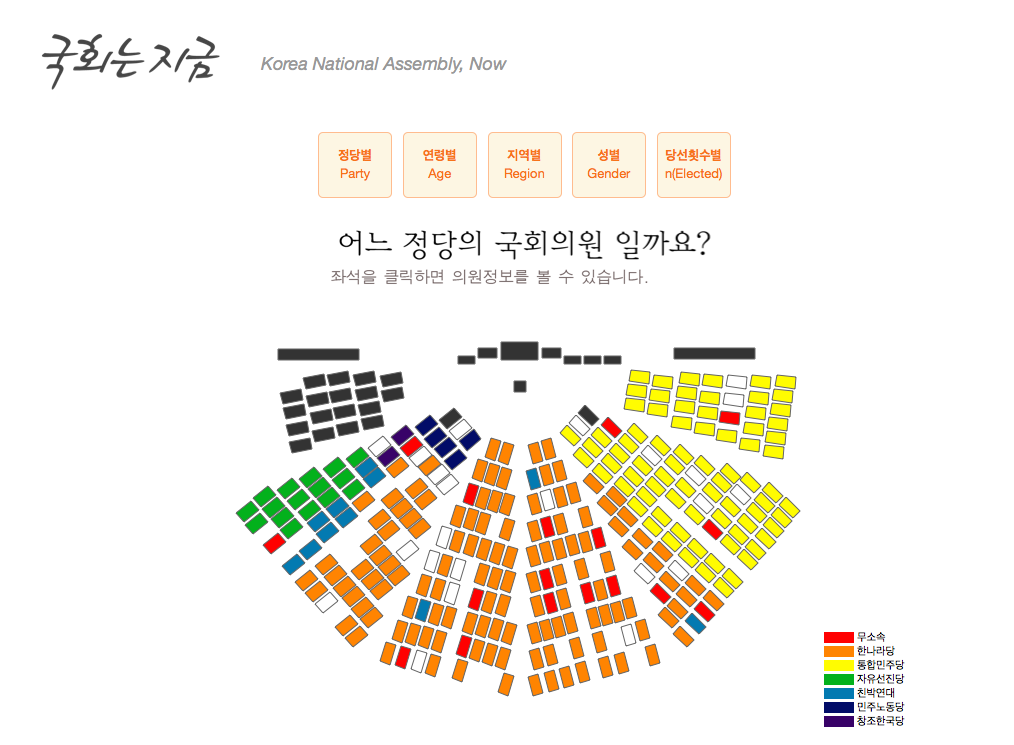 국회는 지금
Korea National Assembly, Now
정당별
Party
연령별
Age
지역별
Region
성별
Gender
당선횟수별
n(Elected)
어느 정당의 국회의원 일까요?
좌석을 클릭하면 의원정보를 볼 수 있습니다.
무소속
한나라당
통합민주당
자유선진당
친박연대
민주노동당
창조한국당